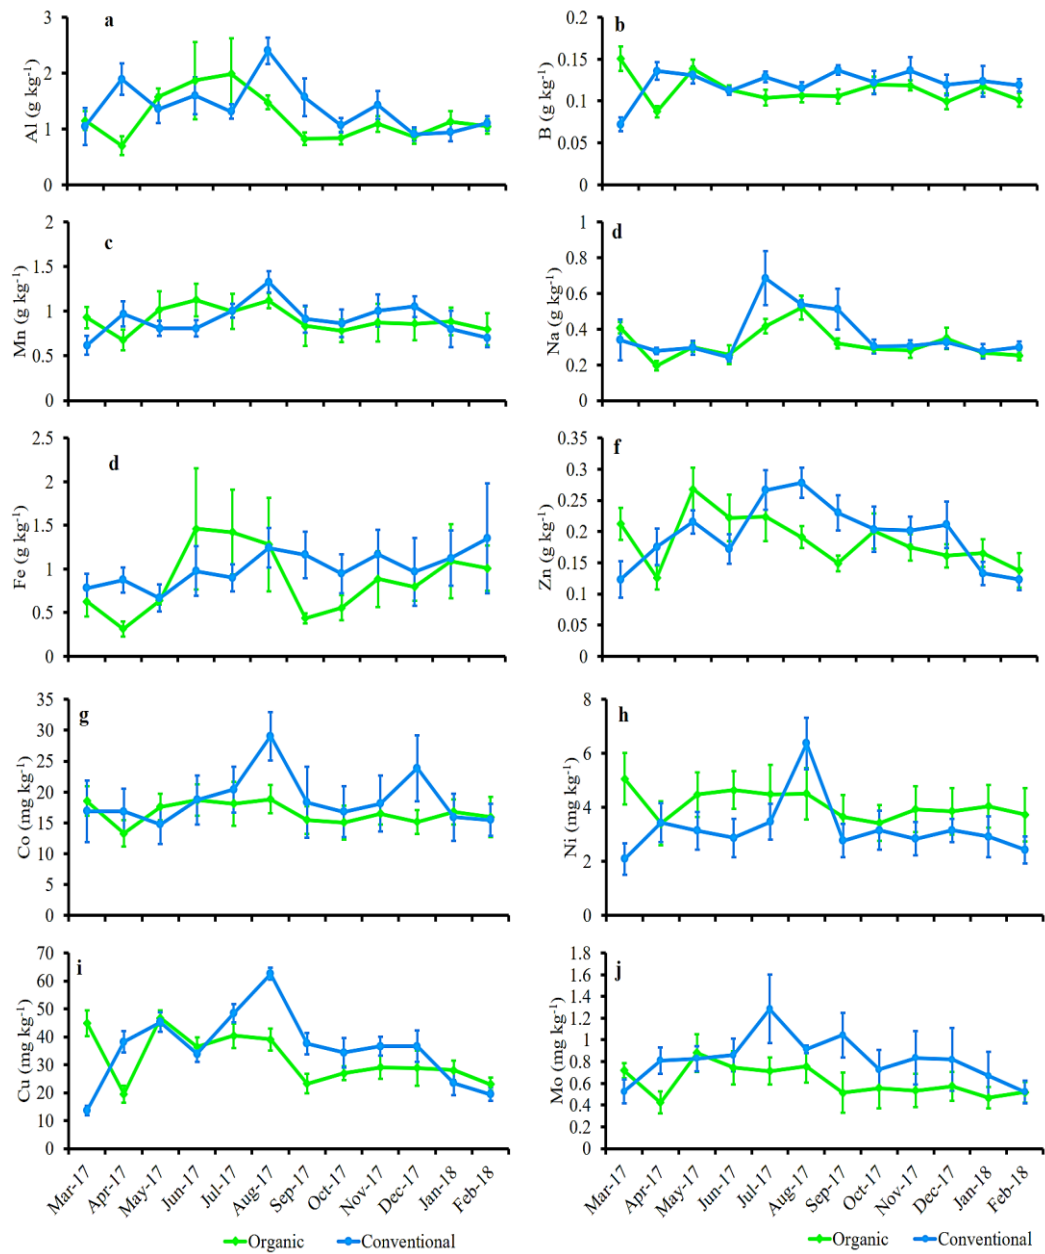 a
Al (g kg-1)
3
2
1
0
b
B (g kg-1)
0.2
0.15
0.1
0.05
0
c
Mn (g kg-1)
2
1.5
1
0.5
0
d
Na (g kg-1)
1
0.8
0.6
0.4
0.2
0
d
Fe (g kg-1)
2.5
2
1.5
1
0.5
0
f
Zn (g kg-1)
0.35
0.3
0.25
0.2
0.15
0.1
0.05
0
g
Co (mg kg-1)
35
30
25
20
15
10
5
0
h
Ni (mg kg-1)
8
6
4
2
0
i
Cu (mg kg-1)
70
60
50
40
30
20
10
0
j
Mo (mg kg-1)
1.8
1.6
1.4
1.2
1
0.8
0.6
0.4
0.2
0
Mar-17 Apr-17 May-17 Jun-17 Jul-17 Aug-17 Sep-17 Oct-17 Nov-17 Dec-17 Jan-18 Feb-18
Mar-17 Apr-17 May-17 Jun-17 Jul-17 Aug-17 Sep-17 Oct-17 Nov-17 Dec-17 Jan-18 Feb-18
Organic Conventional
Organic Conventional